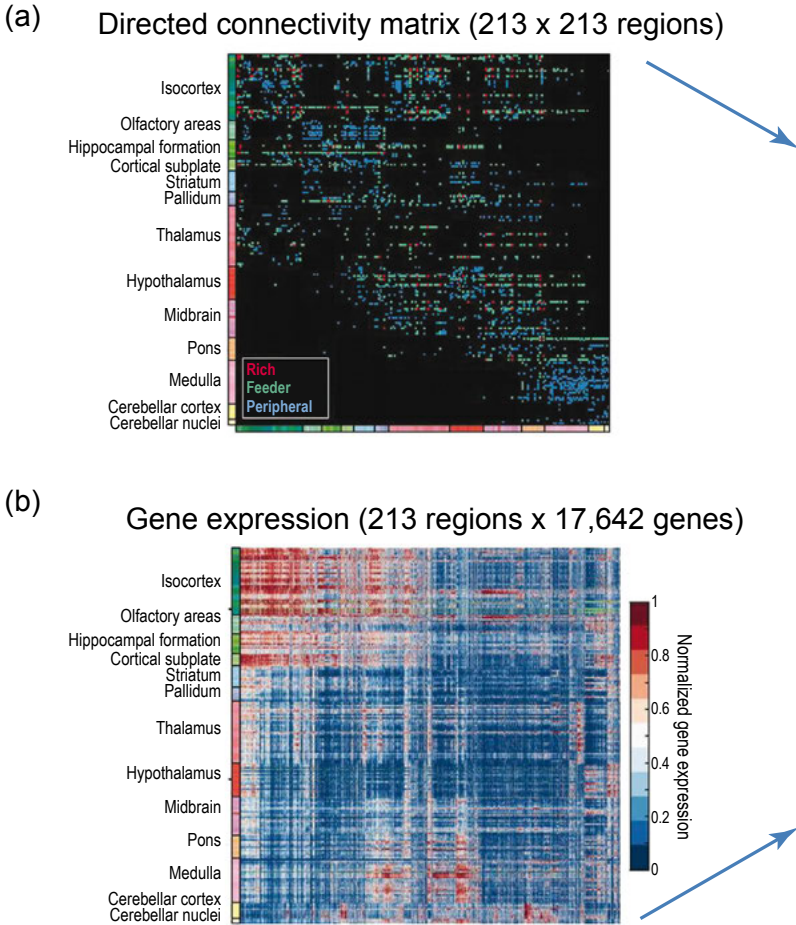 (a)
Directed connectivity matrix (213 x 213 regions)
Isocortex
Olfactory areas
Hippocampal formation
Cortical subplate
Striatum
Pallidum
Thalamus
Hypothalamus
Midbrain
Pons
Medulla
Cerebellar cortex
Cerebellar nuclei
Rich
Feeder
Peripheral
(b)
Gene expression (213 regions x 17,642 genes)
Isocortex
Olfactory areas
Hippocampal formation
Cortical subplate
Striatum
Pallidum
Thalamus
Hypothalamus
Midbrain
Pons
Medulla
Cerebellar cortex
Cerebellar nuclei
1
0.8
0.6
0.4
0.2
0
Normalized gene expression